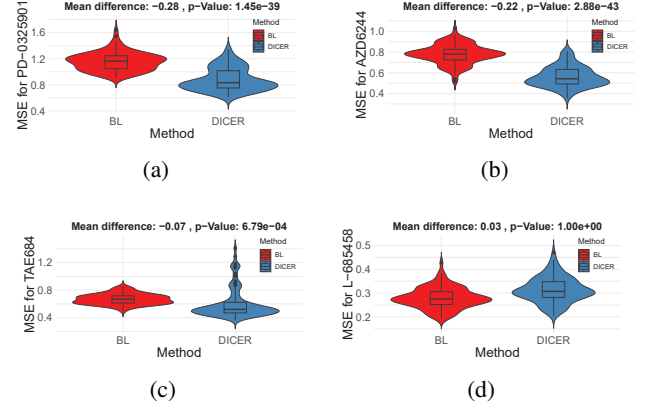 Mean difference: −0.28 , p−Value: 1.45e−39
MSE for PD−0325901
1.6
1.2
0.8
0.4
Method
BL
DICER
BL
DICER
Method
(a)
Mean difference: −0.22 , p−Value: 2.88e−43
MSE for AZD6244
1.0
0.8
0.6
0.4
Method
BL
DICER
BL
DICER
Method
(b)
Mean difference: −0.07 , p−Value: 6.79e−04
MSE for TAE684
1.2
0.8
0.4
Method
BL
DICER
BL
DICER
Method
(c)
Mean difference: 0.03 , p−Value: 1.00e+00
MSE for L−685458
0.5
0.4
0.3
0.2
Method
BL
DICER
BL
DICER
Method
(d)